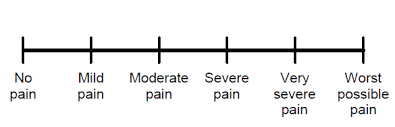 No
pain
Mild
pain
Moderate
pain
Severe
pain
Very
severe
pain
Worst
possible
pain